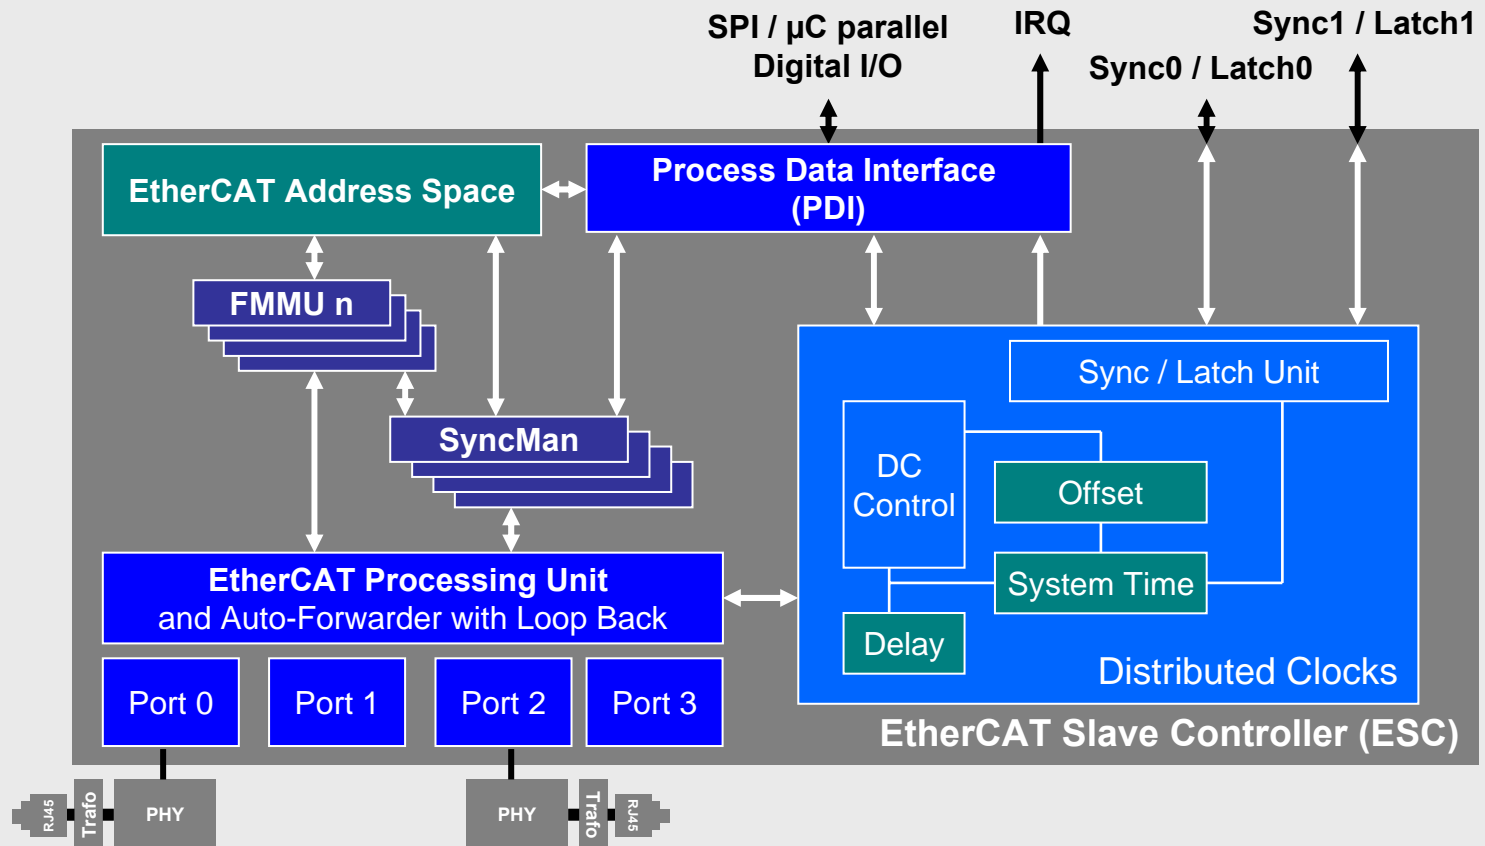 SPI / µC parallel
Digital I/O
IRQ
Sync1 / Latch1
Sync0 / Latch0
EtherCAT Address Space
Process Data Interface
(PDI)
FMMU n
SyncMan
Sync / Latch Unit
DC
Control
Offset
System Time
Delay
Distributed Clocks
EtherCAT Processing Unit
and Auto-Forwarder with Loop Back
Port 0
Port 1
Port 2
Port 3
EtherCAT Slave Controller (ESC)
RJ45
Trafo
PHY
PHY
Trafo
RJ45